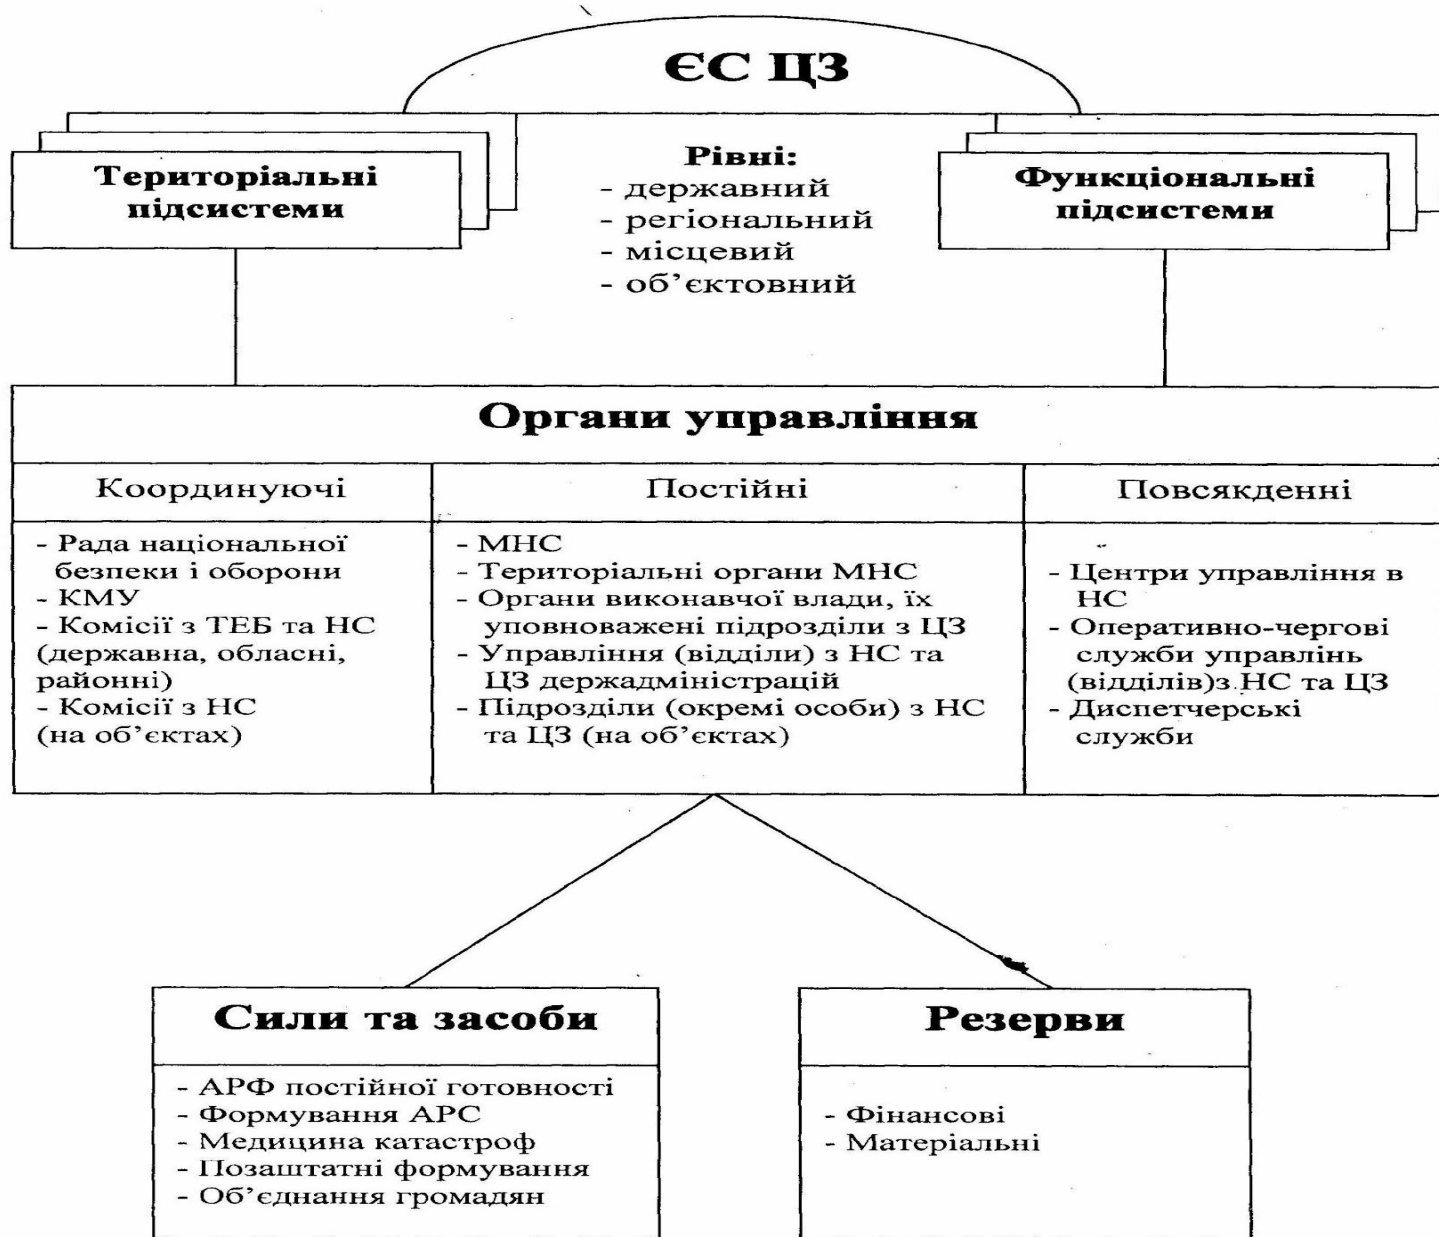 ЄС ЦЗ
Територіальні
підсистеми
Рівні:
- державний
- регіональний
- місцевий
- об’єктовний
Функціональні
підсистеми
Органи управління
Координуючі
Постійні
Повсякденні
- Рада національної
безпеки і оборони
- КМУ
- Комісії з ТЕБ та НС
(державна, обласні,
районні)
- Комісії з НС
(на об’єктах)
- МНС
- Територіальні органи МНС
- Органи виконавчої влади, їх
уповноважені підрозділи з ЦЗ
- Управління (відділи) з НС та
ЦЗ держадміністрацій
- Підрозділи (окремі особи) з НС
та ЦЗ (на об’єктах)
- Центри управління в
НС
- Оперативно-чергові
служби управлінь
(відділів)з НС та ЦЗ
- Диспетчерські
служби
Сили та засоби
- АРФ постійної готовності
- Формування АРС
- Медицина катастроф
- Позаштатні формування
- Об’єднання громадян
Резерви
- Фінансові
- Матеріальні